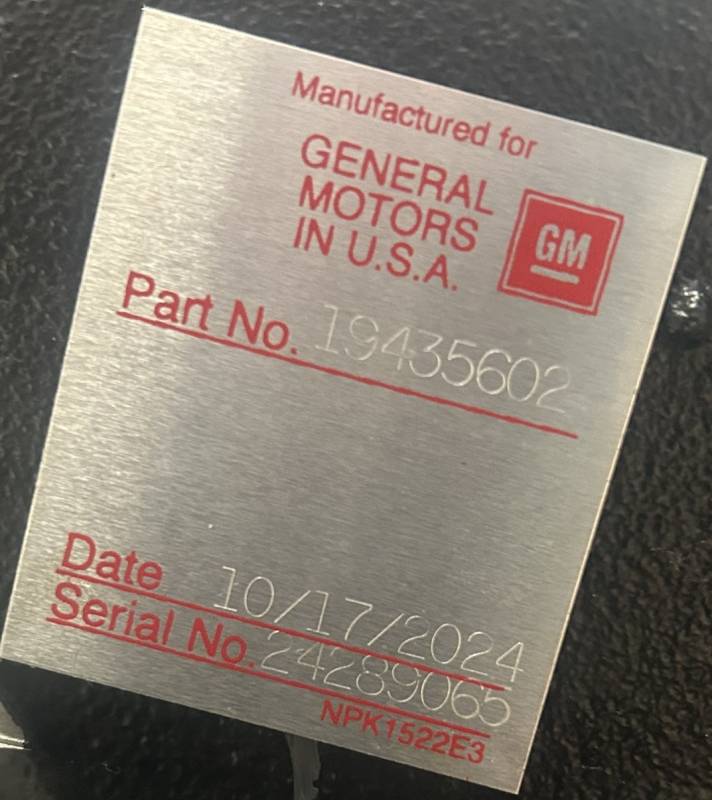 Manufactured for
GENERAL
MOTORS
IN U.S.A.
GM
Part No. 19435602
Date 10/17/2024
Serial No. 24289065
NPK1522E3